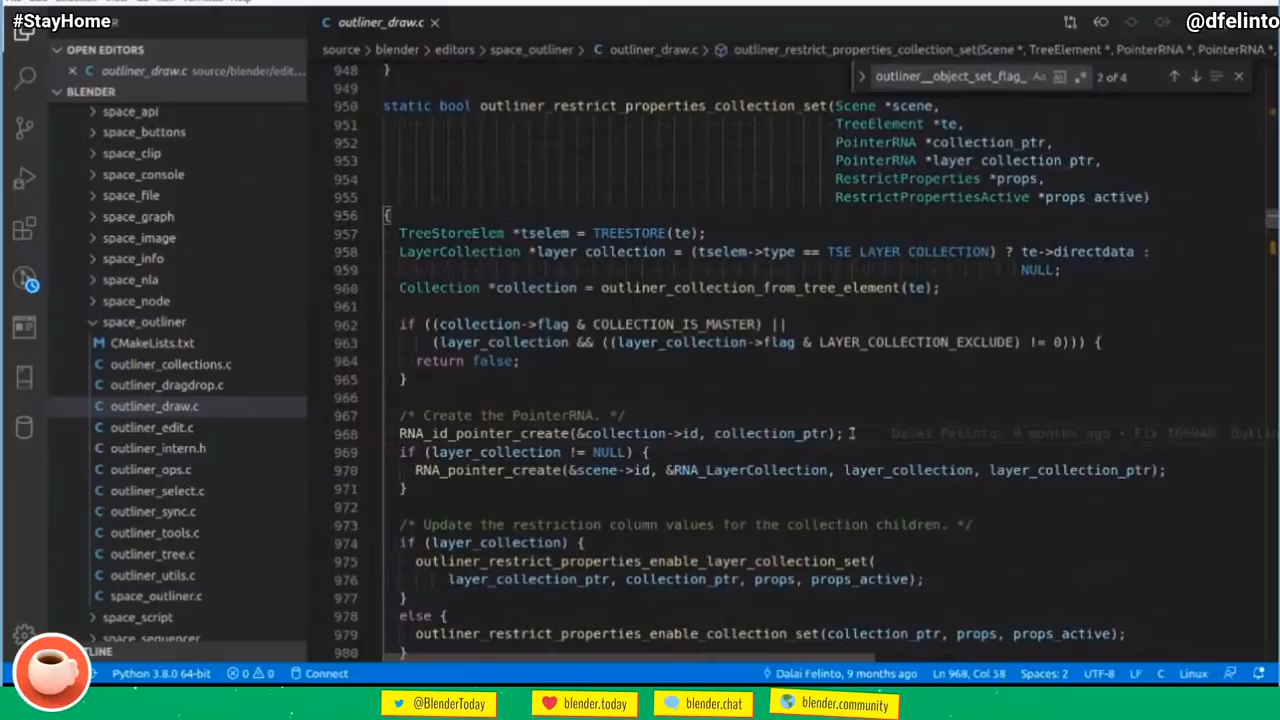 #StayHome
@dfelinto
outliner_draw.c
OPEN EDITORS
outliner_draw.c source/blender/edit...
BLENDER
space_api
space_buttons
space_clip
space_console
space_file
space_graph
space_image
space_info
space_nla
space_node
space_outliner
CMakeLists.txt
outliner_collections.c
outliner_dragdrop.c
outliner_draw.c
outliner_edit.c
outliner_intern.h
outliner_ops.c
outliner_select.c
outliner_sync.c
outliner_tools.c
outliner_tree.c
outliner_utils.c
space_outliner.c
space_script
space_sequencer
TLINE
source > blender > editors > space_outliner > C outliner_draw.c > outliner_restrict_properties_collection_set(Scene *, TreeElement *, PointerRNA *, PointerRNA *
outliner__object_set_flag_ Aa 2 of 4
948 }
949
950 static bool outliner_restrict_properties_collection_set(Scene *scene,
951 TreeElement *te,
952 PointerRNA *collection_ptr,
953 PointerRNA *layer_collection_ptr,
954 RestrictProperties *props,
955 RestrictPropertiesActive *props_active)
956 {
957 TreeStoreElem *tselem = TREESTORE(te);
958 LayerCollection *layer_collection = (tselem->type == TSE_LAYER_COLLECTION) ? te->directdata :
959 NULL;
960 Collection *collection = outliner_collection_from_tree_element(te);
961
962 if ((collection->flag & COLLECTION_IS_MASTER) ||
963 (layer_collection && ((layer_collection->flag & LAYER_COLLECTION_EXCLUDE) != 0))) {
964 return false;
965 }
966
967 /* Create the PointerRNA. */
968 RNA_id_pointer_create(&collection->id, collection_ptr); Dalai Felinto, 9 months ago • Fix T66940: Outli
969 if (layer_collection != NULL) {
970 RNA_pointer_create(&scene->id, &RNA_LayerCollection, layer_collection, layer_collection_ptr);
971 }
972
973 /* Update the restriction column values for the collection children. */
974 if (layer_collection) {
975 outliner_restrict_properties_enable_layer_collection_set(
976 layer_collection_ptr, collection_ptr, props, props_active);
977 }
978 else {
979 outliner_restrict_properties_enable_collection_set(collection_ptr, props, props_active);
980 }
Python 3.8.0 64-bit 0 0 Connect Dalai Felinto, 9 months ago Ln 968, Col 58 Spaces: 2 UTF-8 LF C Linux
@BlenderToday blender.today blender.chat blender.community